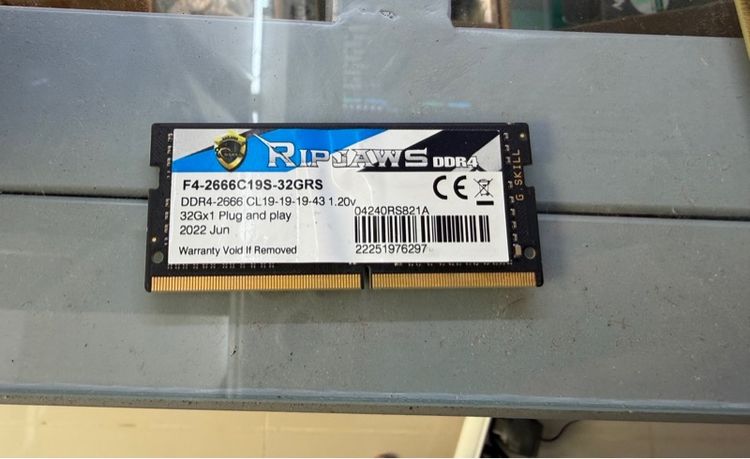 RIPJAWS DDR4
F4-2666C19S-32GRS
DDR4-2666 CL19-19-19-43 1.20v
32Gx1 Plug and play
2022 Jun
Warranty Void If Removed
CE
04240RS821A
22251976297
G SKILL